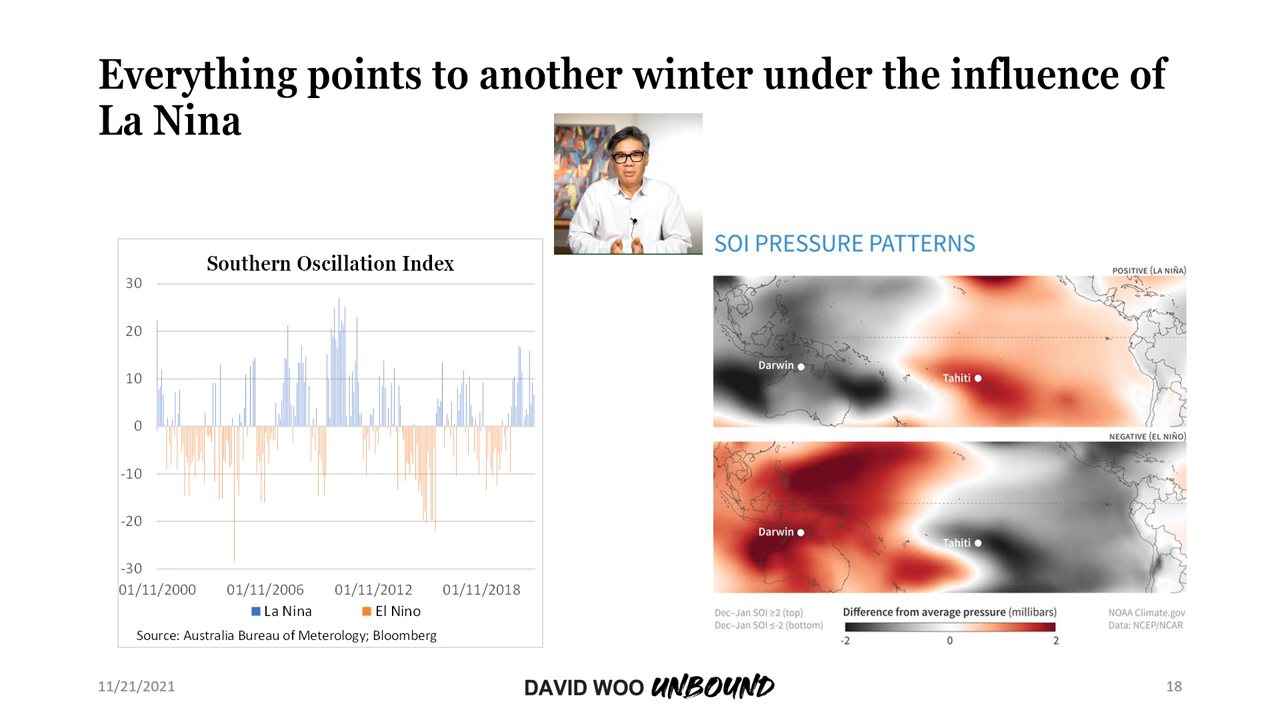 Everything points to another winter under the influence of
La Nina
Southern Oscillation Index
30
20
10
0
-10
-20
-30
01/11/2000 01/11/2006 01/11/2012 01/11/2018
La Nina El Nino
Source: Australia Bureau of Meterology; Bloomberg
SOI PRESSURE PATTERNS
POSITIVE (LA NIÑA)
Darwin
Tahiti
NEGATIVE (EL NIÑO)
Darwin
Tahiti
Dec–Jan SOI ≥2 (top)
Dec–Jan SOI ≤-2 (bottom)
Difference from average pressure (millibars)
-2 0 2
NOAA Climate.gov
Data: NCEP/NCAR
11/21/2021
DAVID WOO UNBOUND
18